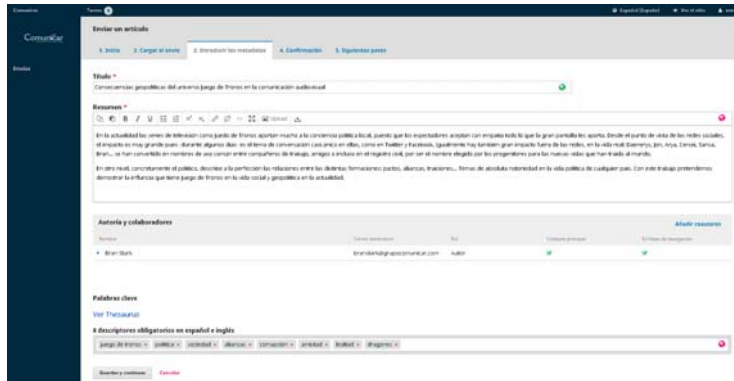 Comunicar
Tareas 0
Español (España)
Ver el sitio
Comunicar
Envíos
Enviar un artículo
1. Inicio 2. Cargar el envío 3. Introducir los metadatos 4. Confirmación 5. Siguientes pasos
Título *
Consecuencias geopolíticas del universo Juego de Tronos en la comunicación audiovisual
Resumen *
En la actualidad las series de televisión como Juego de Tronos aportan mucho a la conciencia política local, puesto que los espectadores aceptan con empatía todo lo que la gran pantalla les aporta. Desde el punto de vista de las redes sociales,
el impacto es muy grande pues durante algunos días es el tema de conversación casi único en ellas, como en Twitter y Facebook. Igualmente hay también gran impacto fuera de las redes, en la vida real: Daenerys, Jon, Arya, Cersei, Sansa,
Bran... se han convertido en nombres de uso común entre compañeros de trabajo, amigos o incluso en el registro civil, por ser el nombre elegido por los progenitores para las nuevas vidas que han traído al mundo.
En otro nivel, concretamente el político, describe a la perfección las relaciones entre las distintas formaciones: pactos, alianzas, traiciones... Temas de absoluta notoriedad en la vida política de cualquier país. Con este trabajo pretendemos
demostrar la influencia que tiene Juego de Tronos en la vida social y geopolítica en la actualidad.
Autoría y colaboradores
Añadir coautores
Nombre Correo electrónico Rol Contacto principal En listas de navegación
Bran Stark branstark@grupocomunicar.com Autor
Palabras clave
Ver Thesaurus
8 descriptores obligatorios en español e inglés
juego de tronos × política × sociedad × alianzas × corrupción × amistad × lealtad × dragones ×
Guardar y continuar Cancelar